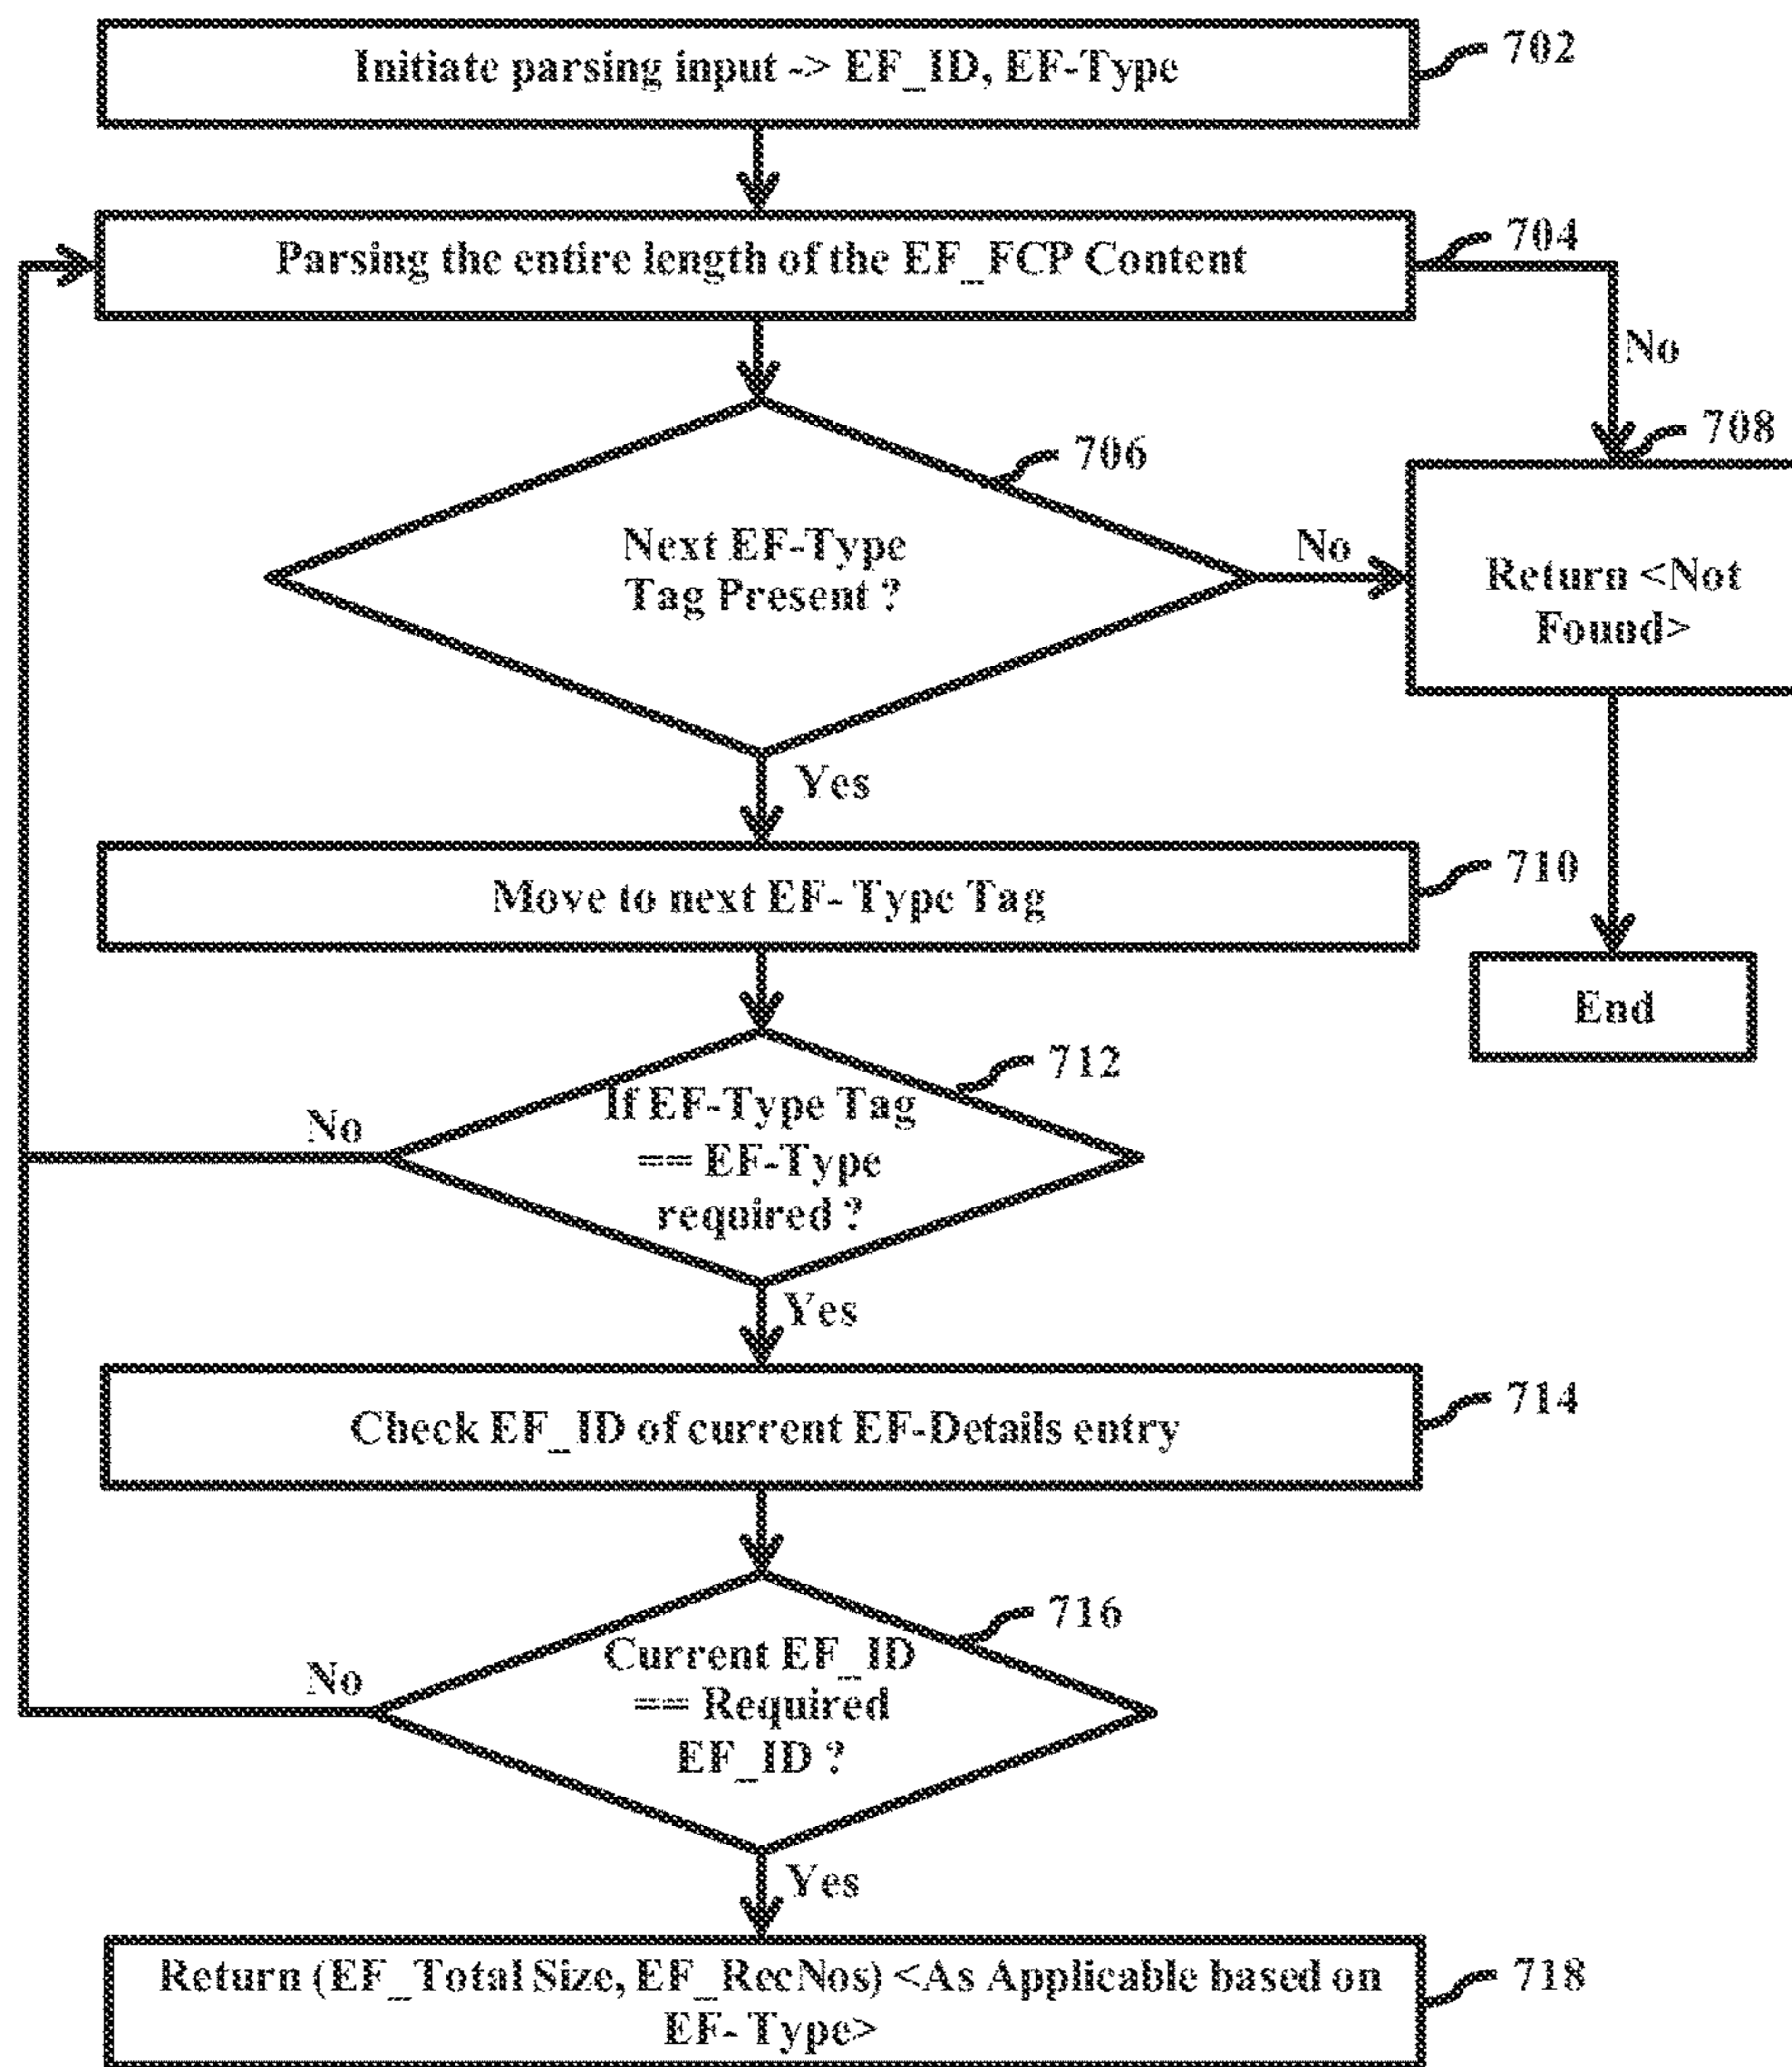 Initiate parsing input -> EF_ID, EF-Type
702
Parsing the entire length of the EF_FCP Content
704
No
706
708
Next EF-Type
Tag Present ?
No
Return <Not
Found>
Yes
Move to next EF- Type Tag
710
End
712
If EF-Type Tag
== EF-Type
required ?
No
Yes
Check EF_ID of current EF-Details entry
714
716
Current EF_ID
== Required
EF_ID ?
No
Yes
Return (EF_Total Size, EF_RecNos) <As Applicable based on
EF- Type>
718